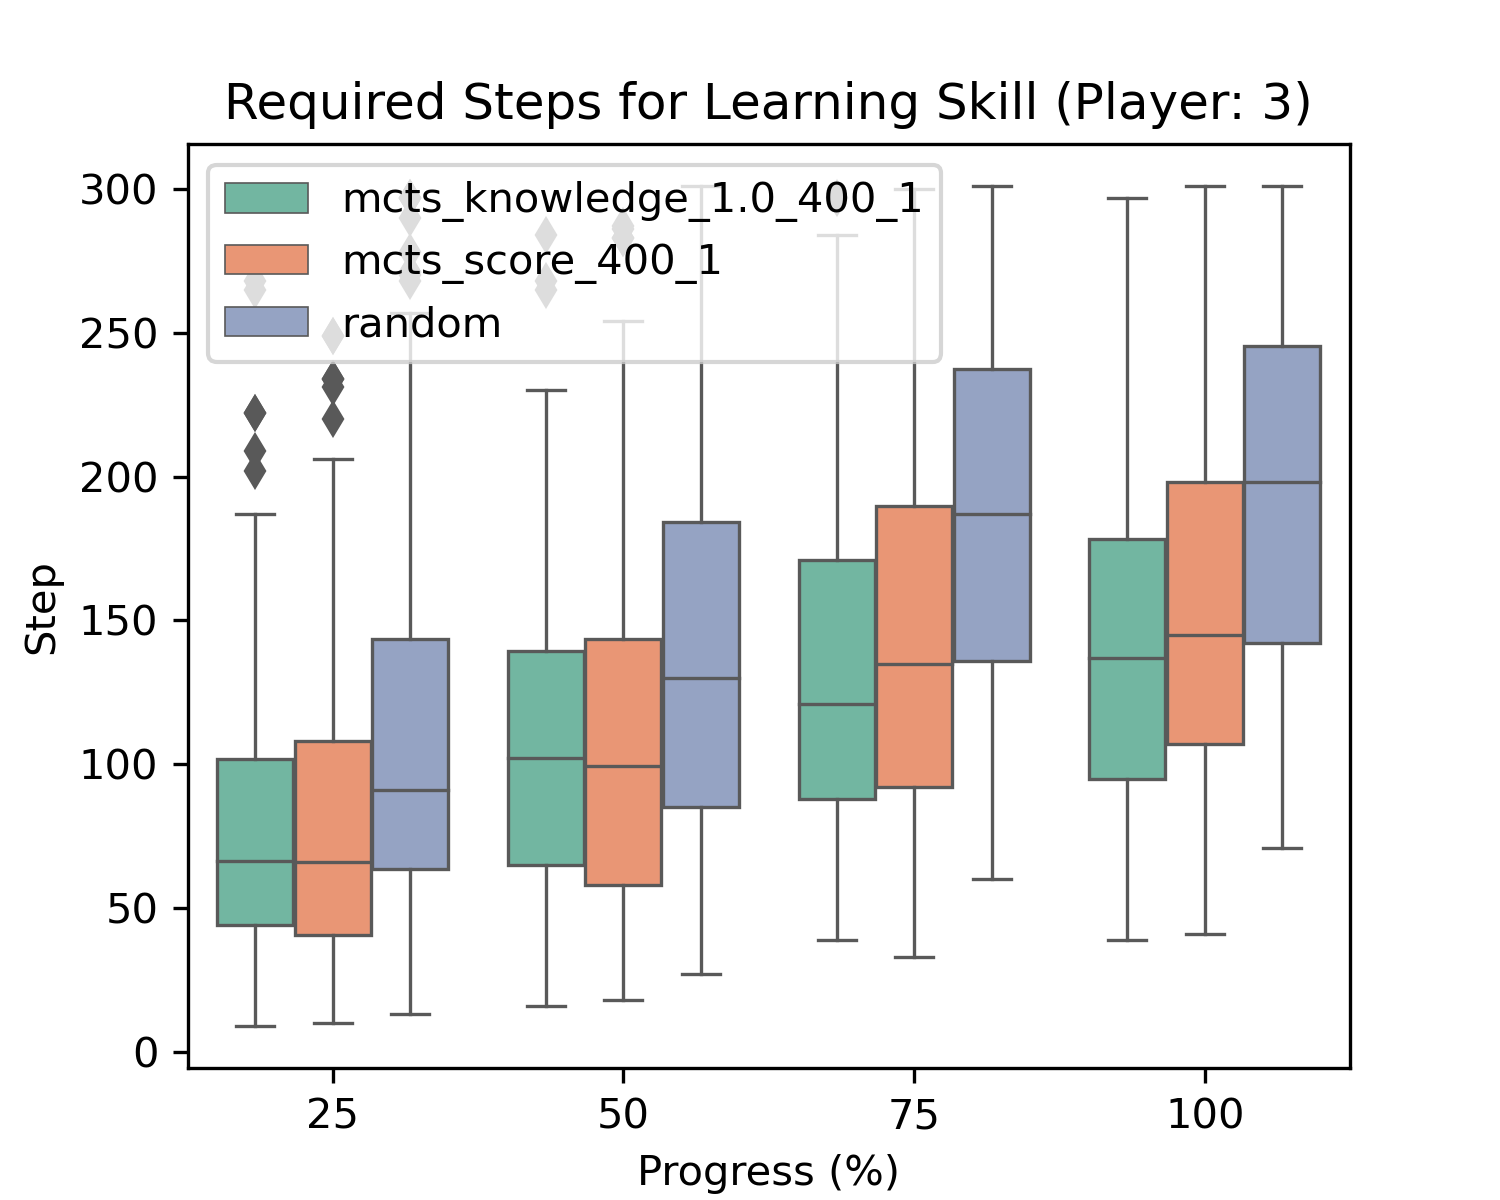 Required Steps for Learning Skill (Player: 3)
mcts_knowledge_1.0_400_1
mcts_score_400_1
random
300
250
200
150
100
50
0
Step
25 50 75 100
Progress (%)